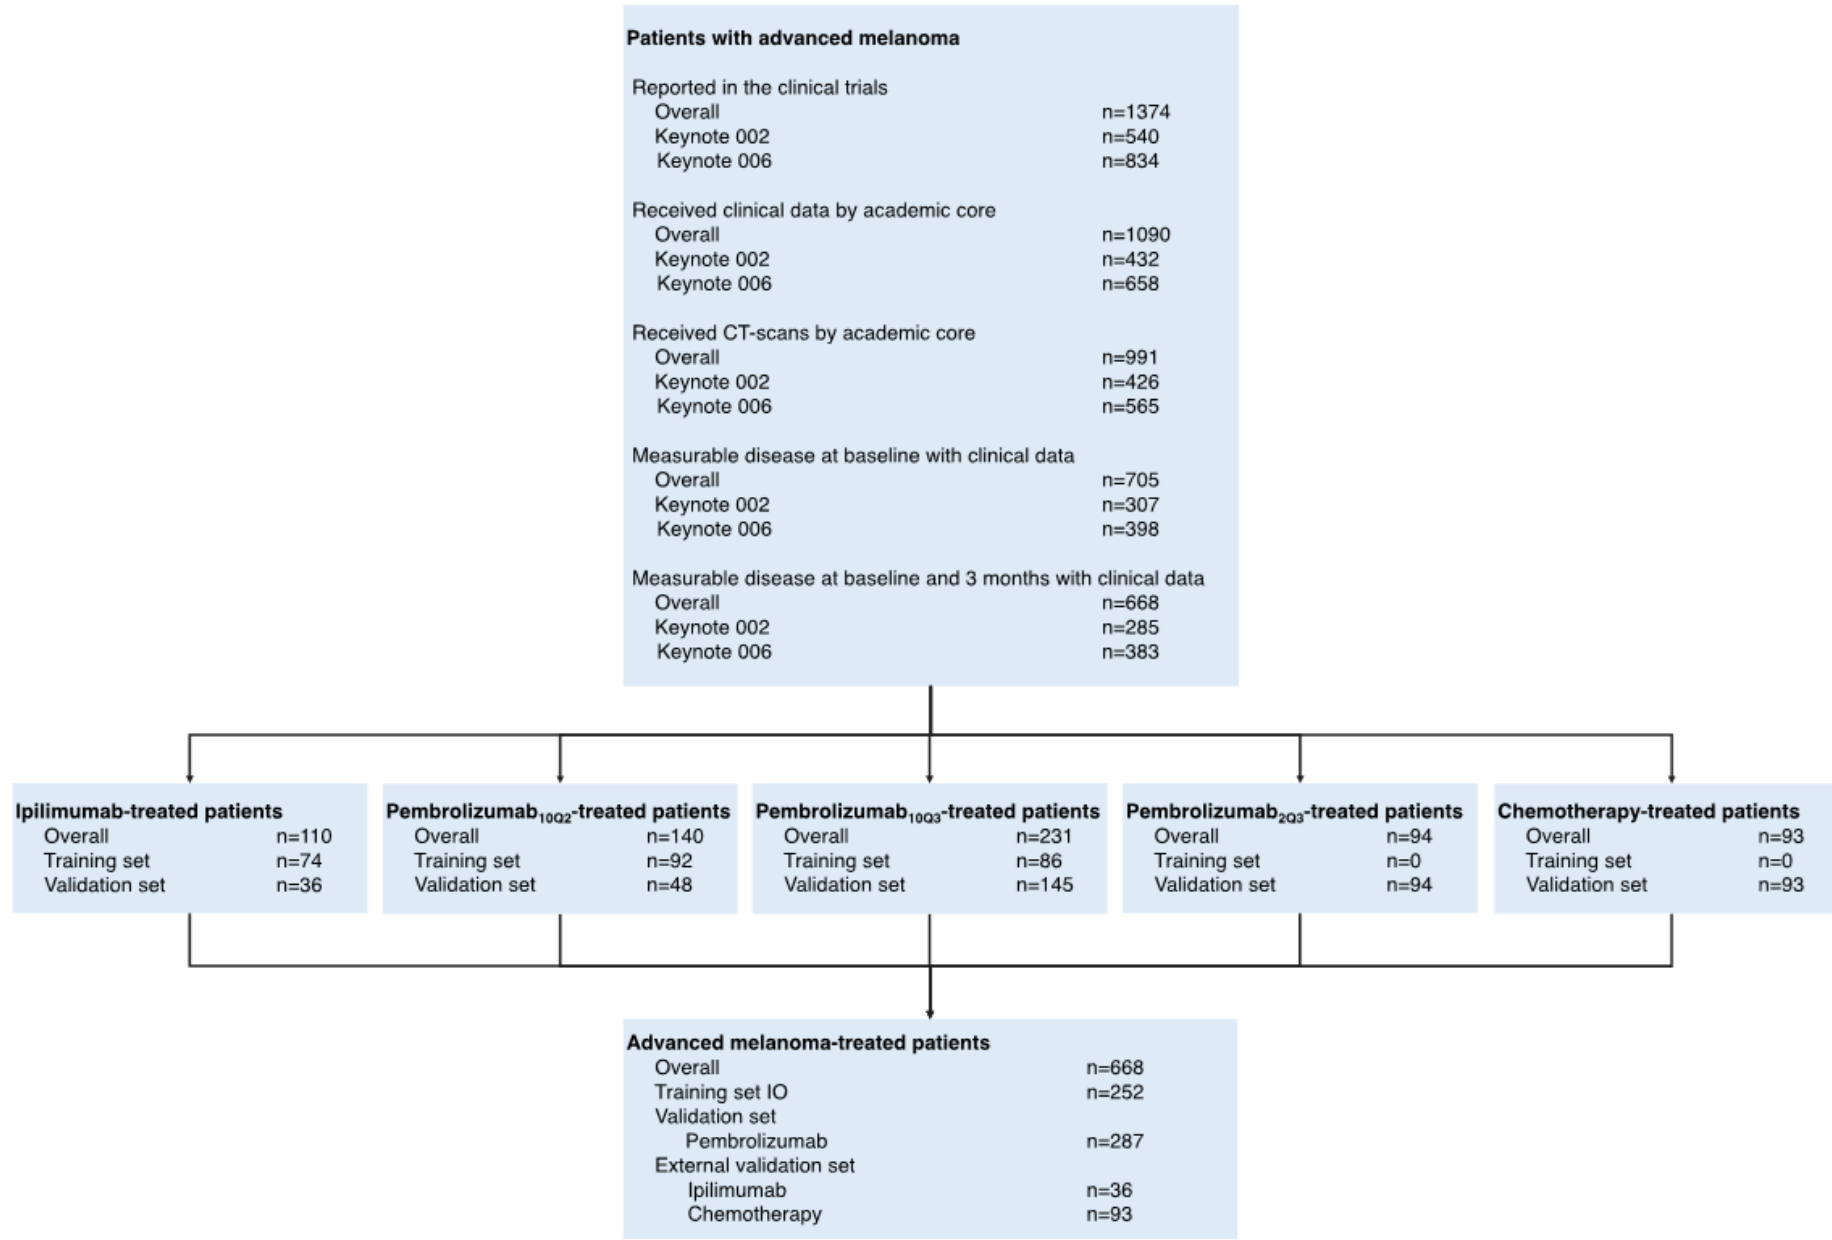 Patients with advanced melanoma
Reported in the clinical trials
Overall n=1374
Keynote 002 n=540
Keynote 006 n=834
Received clinical data by academic core
Overall n=1090
Keynote 002 n=432
Keynote 006 n=658
Received CT-scans by academic core
Overall n=991
Keynote 002 n=426
Keynote 006 n=565
Measurable disease at baseline with clinical data
Overall n=705
Keynote 002 n=307
Keynote 006 n=398
Measurable disease at baseline and 3 months with clinical data
Overall n=668
Keynote 002 n=285
Keynote 006 n=383
Ipilimumab-treated patients
Overall n=110
Training set n=74
Validation set n=36
Pembrolizumab10Q2-treated patients
Overall n=140
Training set n=92
Validation set n=48
Pembrolizumab10Q3-treated patients
Overall n=231
Training set n=86
Validation set n=145
Pembrolizumab2Q3-treated patients
Overall n=94
Training set n=0
Validation set n=94
Chemotherapy-treated patients
Overall n=93
Training set n=0
Validation set n=93
Advanced melanoma-treated patients
Overall n=668
Training set IO n=252
Validation set
Pembrolizumab n=287
External validation set
Ipilimumab n=36
Chemotherapy n=93